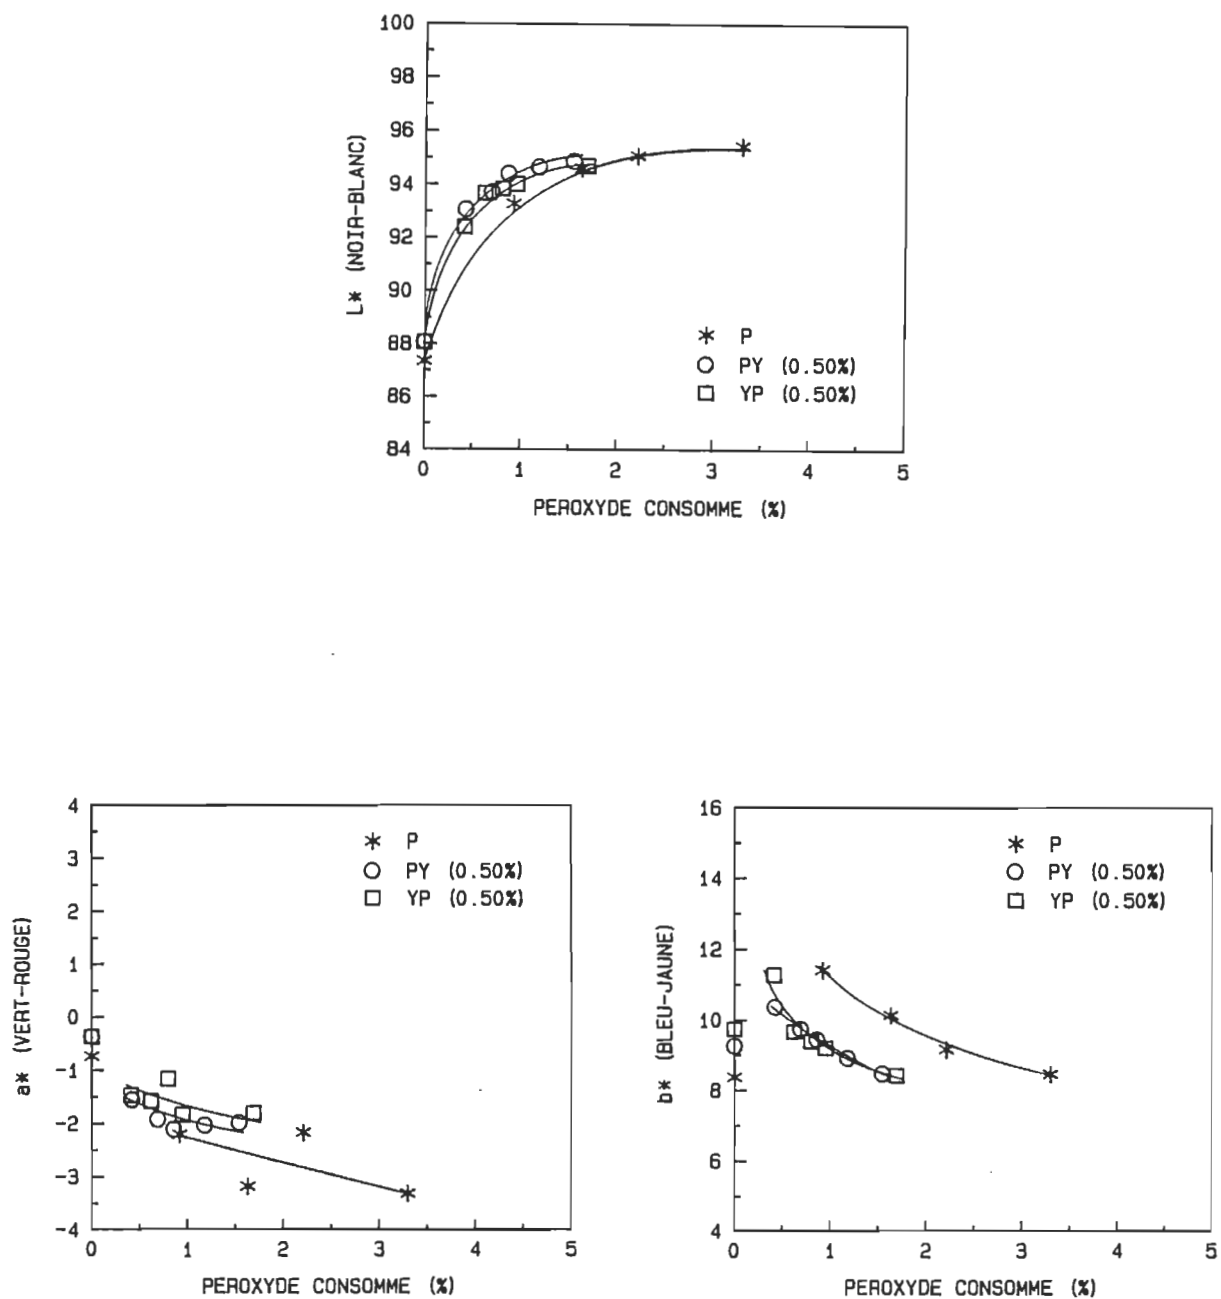 100
98
96
94
92
90
88
86
84
L* (NOIR-BLANC)
* P
○ PY (0.50%)
□ YP (0.50%)
0 1 2 3 4 5
PEROXYDE CONSOMME (%)
4
3
2
1
0
-1
-2
-3
-4
a* (VERT-ROUGE)
* P
○ PY (0.50%)
□ YP (0.50%)
0 1 2 3 4 5
PEROXYDE CONSOMME (%)
16
14
12
10
8
6
4
b* (BLEU-JAUNE)
* P
○ PY (0.50%)
□ YP (0.50%)
0 1 2 3 4 5
PEROXYDE CONSOMME (%)